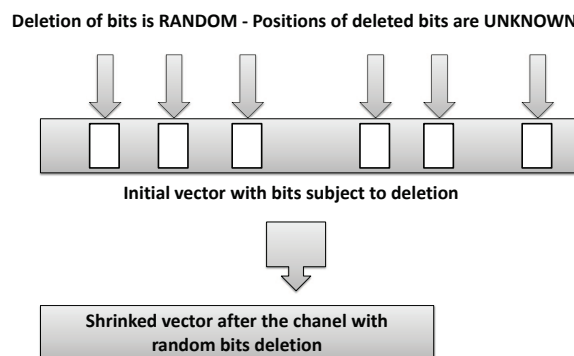 Deletion of bits is RANDOM - Positions of deleted bits are UNKNOWN
Initial vector with bits subject to deletion
Shrinked vector after the chanel with
random bits deletion